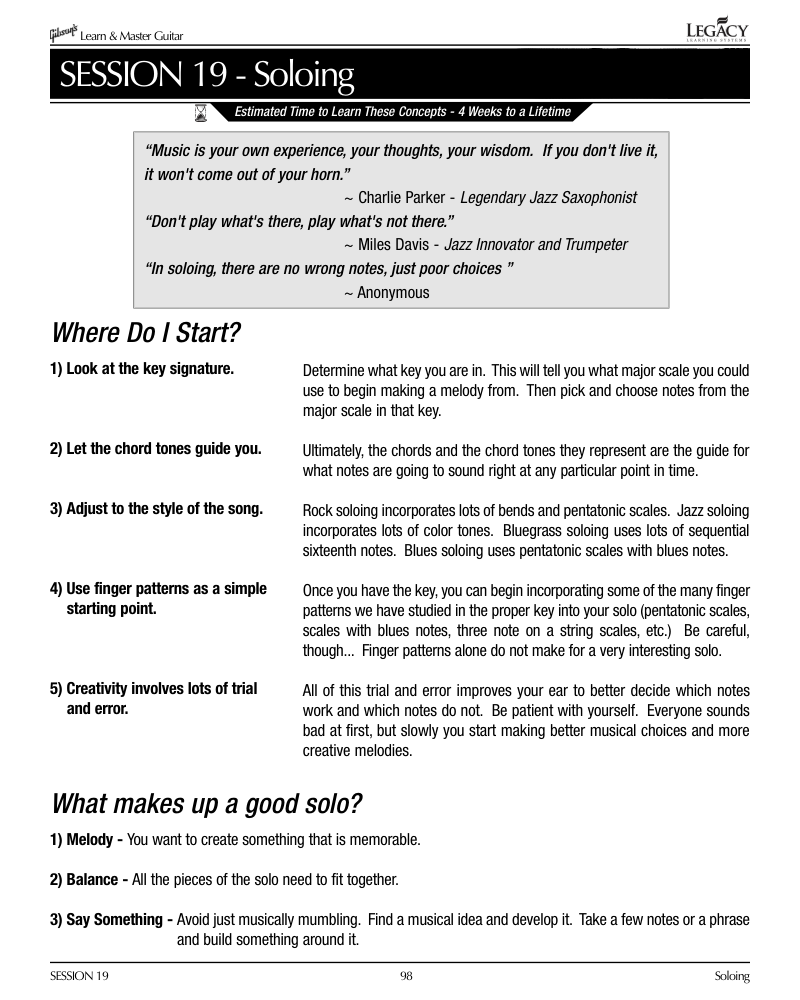 Gibson's Learn & Master Guitar
LEGACY
LEARNING SYSTEMS
SESSION 19 - Soloing
Estimated Time to Learn These Concepts - 4 Weeks to a Lifetime
“Music is your own experience, your thoughts, your wisdom.  If you don't live it,
it won't come out of your horn.”
~ Charlie Parker - Legendary Jazz Saxophonist
“Don't play what's there, play what's not there.”
~ Miles Davis - Jazz Innovator and Trumpeter
“In soloing, there are no wrong notes, just poor choices ”
~ Anonymous
Where Do I Start?
1) Look at the key signature.
Determine what key you are in.  This will tell you what major scale you could
use to begin making a melody from.  Then pick and choose notes from the
major scale in that key.
2) Let the chord tones guide you.
Ultimately, the chords and the chord tones they represent are the guide for
what notes are going to sound right at any particular point in time.
3) Adjust to the style of the song.
Rock soloing incorporates lots of bends and pentatonic scales.  Jazz soloing
incorporates lots of color tones.  Bluegrass soloing uses lots of sequential
sixteenth notes.  Blues soloing uses pentatonic scales with blues notes.
4) Use finger patterns as a simple
starting point.
Once you have the key, you can begin incorporating some of the many finger
patterns we have studied in the proper key into your solo (pentatonic scales,
scales with blues notes, three note on a string scales, etc.)  Be careful,
though...  Finger patterns alone do not make for a very interesting solo.
5) Creativity involves lots of trial
and error.
All of this trial and error improves your ear to better decide which notes
work and which notes do not.  Be patient with yourself.  Everyone sounds
bad at first, but slowly you start making better musical choices and more
creative melodies.
What makes up a good solo?
1) Melody - You want to create something that is memorable.
2) Balance - All the pieces of the solo need to fit together.
3) Say Something - Avoid just musically mumbling.  Find a musical idea and develop it.  Take a few notes or a phrase
and build something around it.
SESSION 19
98
Soloing